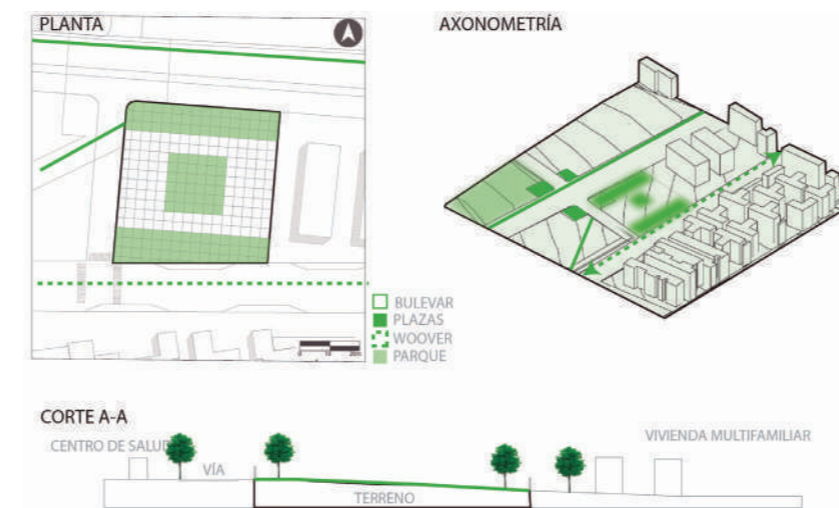 PLANTA
AXONOMETRÍA
BULEVAR
PLAZAS
WOOVER
PARQUE
CORTE A-A
CENTRO DE SALUD
VÍA
TERRENO
VIVIENDA MULTIFAMILIAR